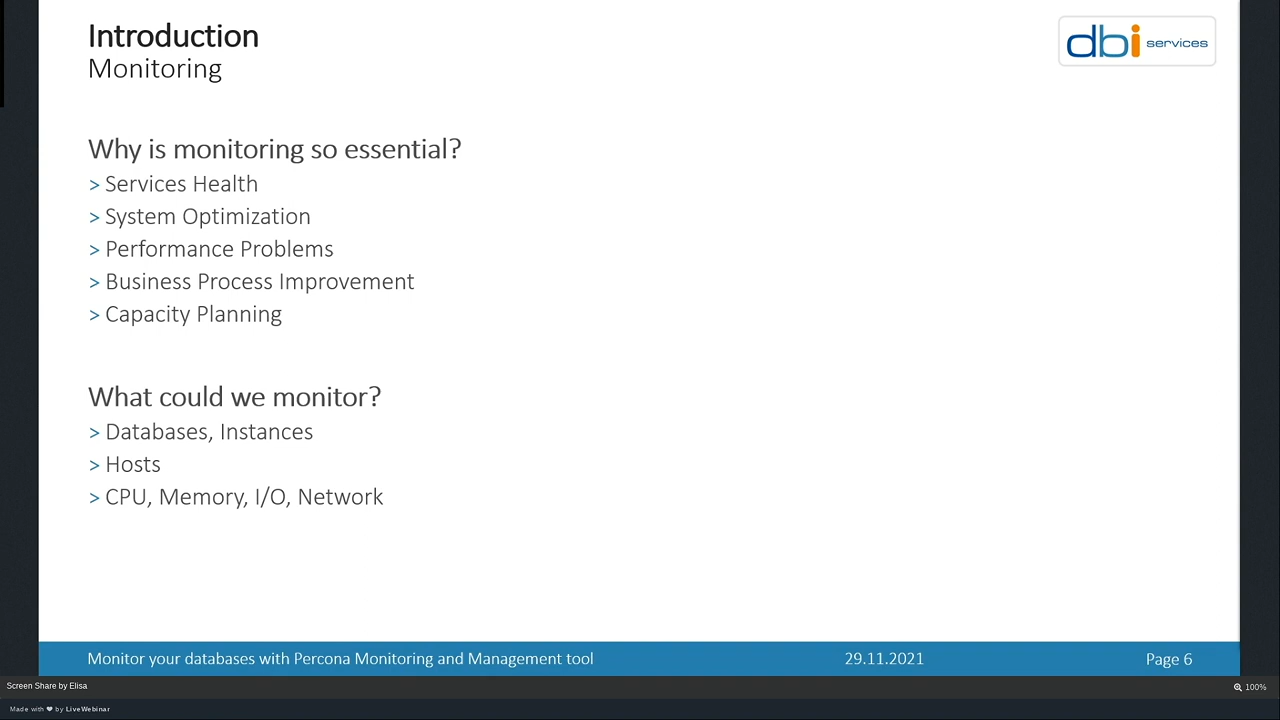 Introduction
Monitoring
dbi services
Why is monitoring so essential?
> Services Health
> System Optimization
> Performance Problems
> Business Process Improvement
> Capacity Planning
What could we monitor?
> Databases, Instances
> Hosts
> CPU, Memory, I/O, Network
Monitor your databases with Percona Monitoring and Management tool 29.11.2021 Page 6
Screen Share by Elisa 100%
Made with ❤ by LiveWebinar